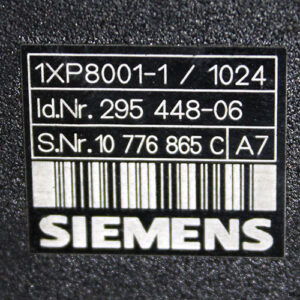 1XP8001-1 / 1024
Id.Nr. 295 448-06
S.Nr. 10 776 865 C A7
SIEMENS